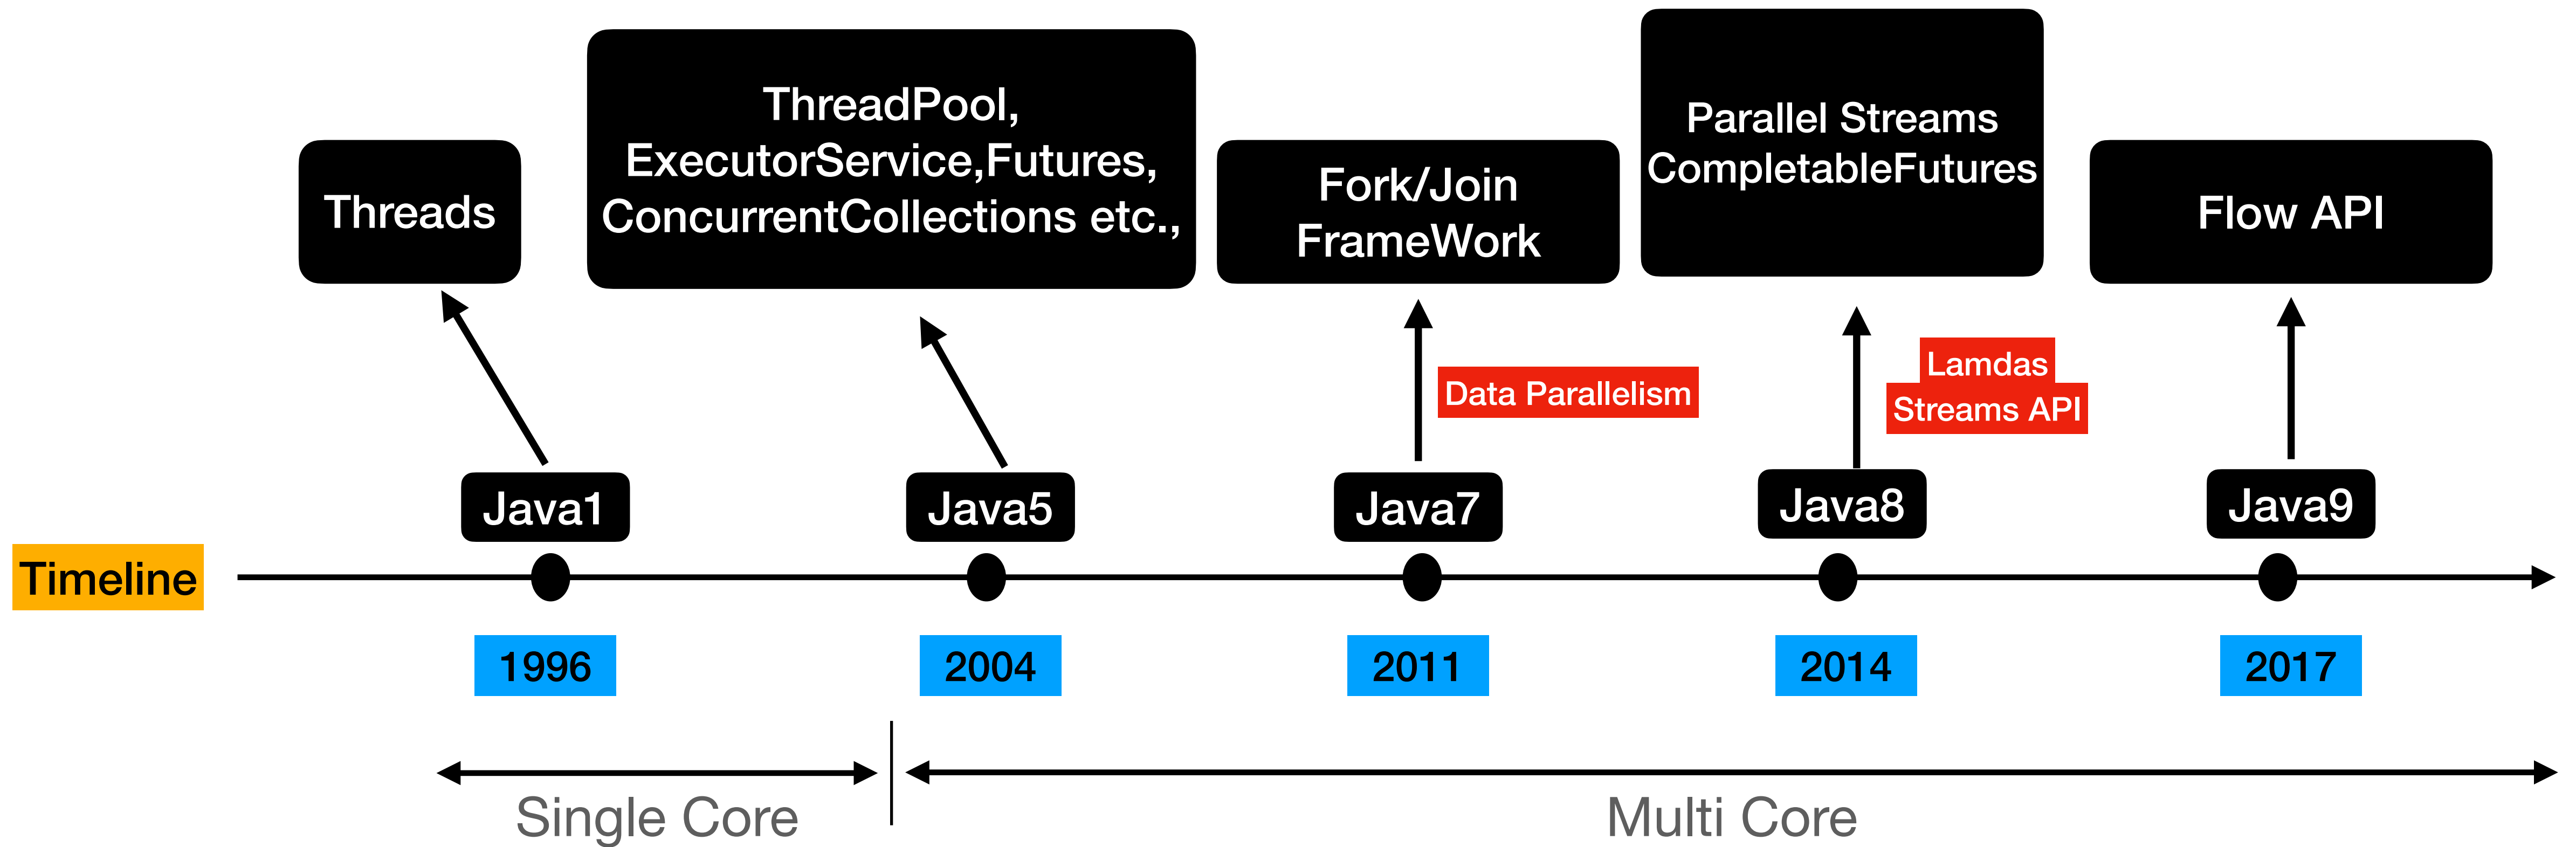 Threads
ThreadPool,
ExecutorService,Futures,
ConcurrentCollections etc.,
Fork/Join
FrameWork
Parallel Streams
CompletableFutures
Flow API
Data Parallelism
Lamdas
Streams API
Java1
Java5
Java7
Java8
Java9
Timeline
1996
2004
2011
2014
2017
Single Core
Multi Core